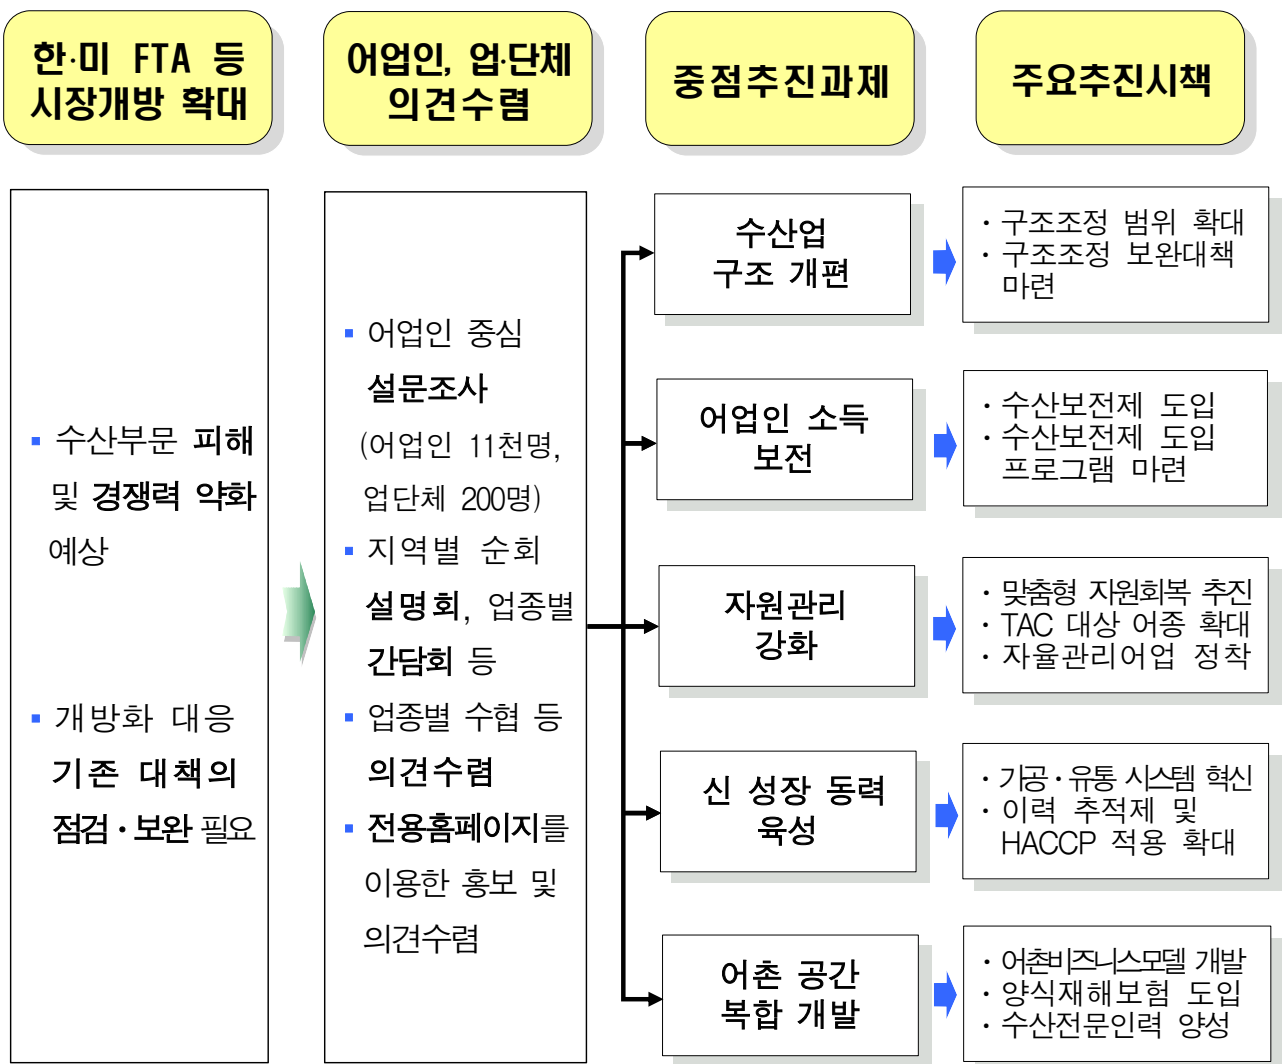 한·미 FTA 등
시장개방 확대
어업인, 업·단체
의견수렴
중점추진과제
주요추진시책
▪ 수산부문 피해
및 경쟁력 약화
예상
▪ 개방화 대응
기존 대책의
점검·보완 필요
▪ 어업인 중심
설문조사
(어업인 11천명,
업단체 200명)
▪ 지역별 순회
설명회, 업종별
간담회 등
▪ 업종별 수협 등
의견수렴
▪ 전용홈페이지를
이용한 홍보 및
의견수렴
수산업
구조 개편
· 구조조정 범위 확대
· 구조조정 보완대책
마련
어업인 소득
보전
· 수산보전제 도입
· 수산보전제 도입
프로그램 마련
자원관리
강화
· 맞춤형 자원회복 추진
· TAC 대상 어종 확대
· 자율관리어업 정착
신 성장 동력
육성
· 가공·유통 시스템 혁신
· 이력 추적제 및
HACCP 적용 확대
어촌 공간
복합 개발
· 어촌비즈니스모델 개발
· 양식재해보험 도입
· 수산전문인력 양성